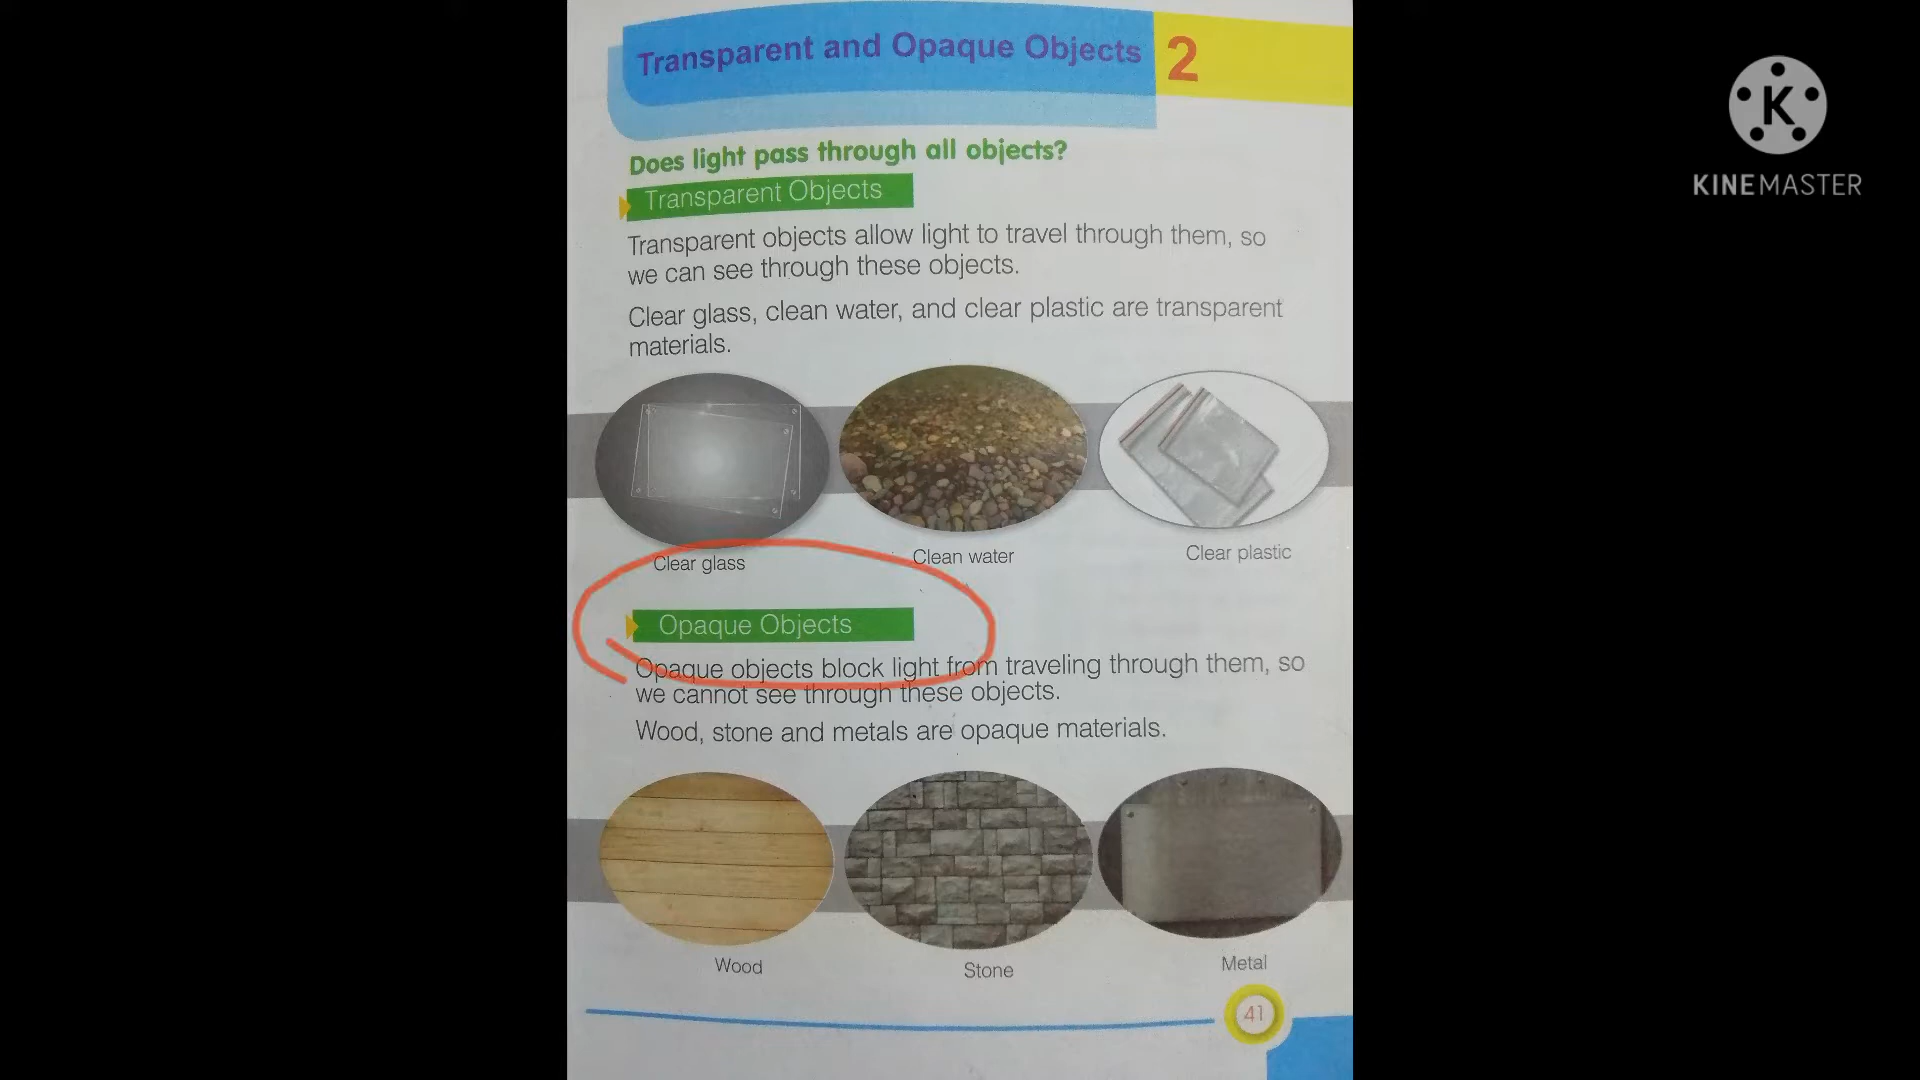 Transparent and Opaque Objects 2
Does light pass through all objects?
Transparent Objects
Transparent objects allow light to travel through them, so
we can see through these objects.
Clear glass, clean water, and clear plastic are transparent
materials.
Clear glass
Clean water
Clear plastic
Opaque Objects
Opaque objects block light from traveling through them, so
we cannot see through these objects.
Wood, stone and metals are opaque materials.
Wood
Stone
Metal
41
K
KINEMASTER